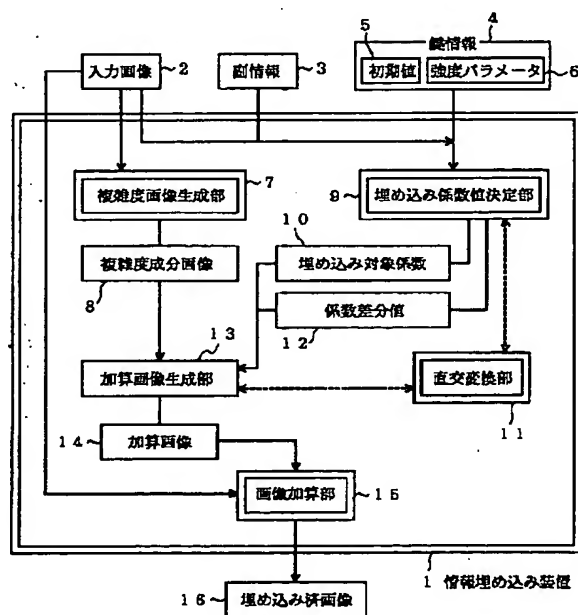 4
5
鍵情報
入力画像 2
副情報 3
初期値
強度パラメータ 6
7
複雑度画像生成部
9 埋め込み係数値決定部
10
複雑度成分画像
埋め込み対象係数
8
係数差分値
12
13
加算画像生成部
直交変換部
11
14 加算画像
画像加算部 15
1 情報埋め込み装置
16 埋め込み済画像